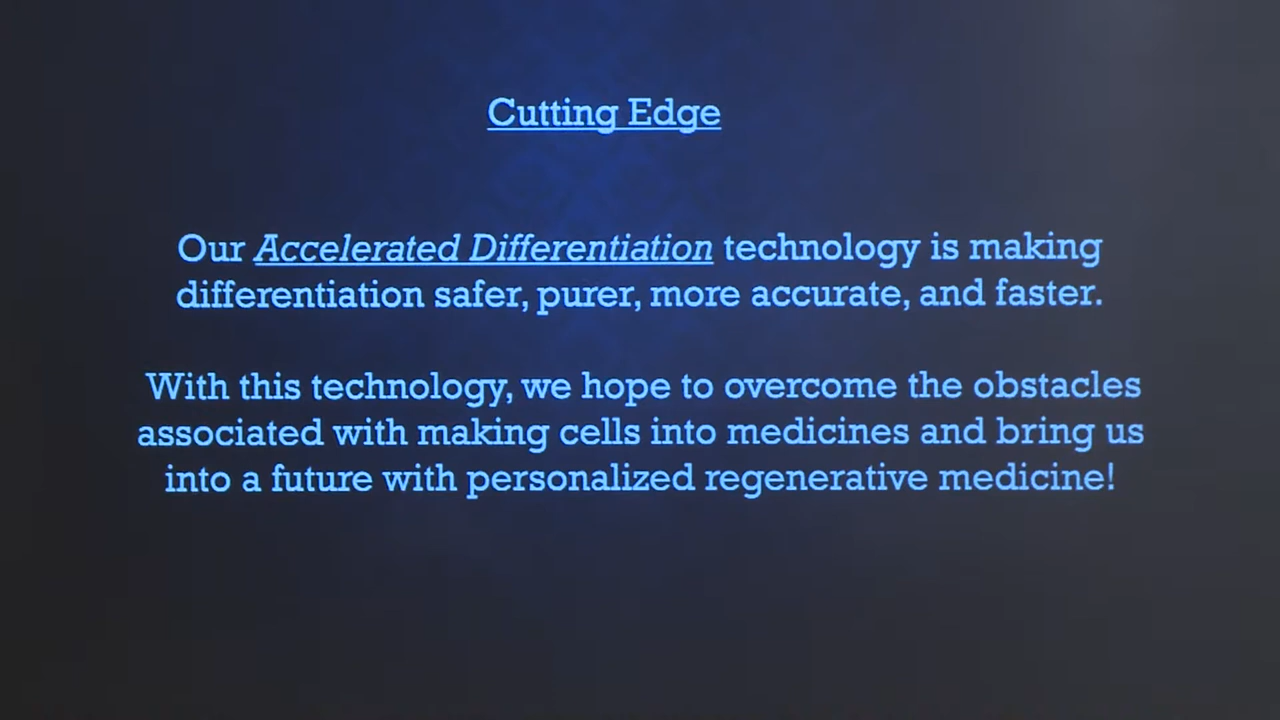 Cutting Edge
Our Accelerated Differentiation technology is making
differentiation safer, purer, more accurate, and faster.
With this technology, we hope to overcome the obstacles
associated with making cells into medicines and bring us
into a future with personalized regenerative medicine!